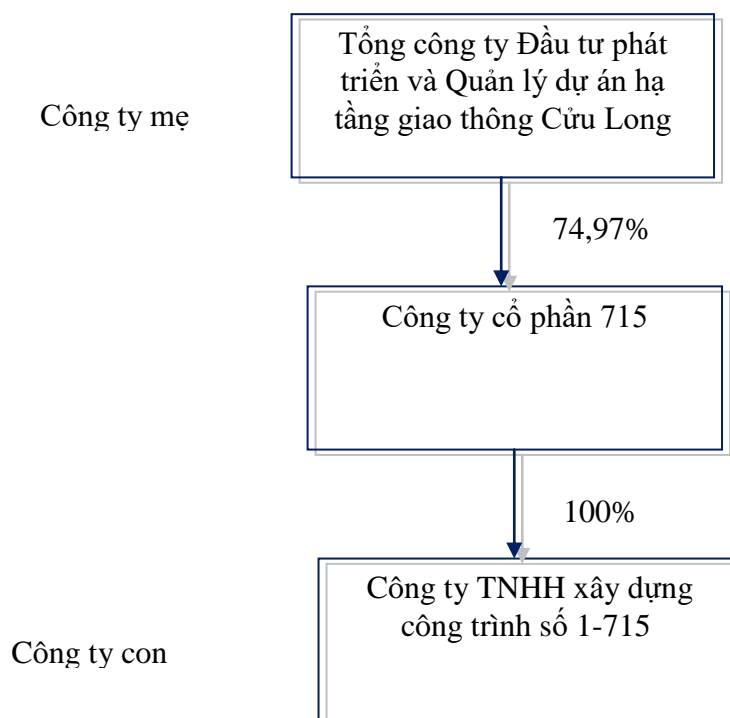 Tổng công ty Đầu tư phát
triển và Quản lý dự án hạ
tầng giao thông Cửu Long
Công ty mẹ
74,97%
Công ty cổ phần 715
100%
Công ty TNHH xây dựng
công trình số 1-715
Công ty con